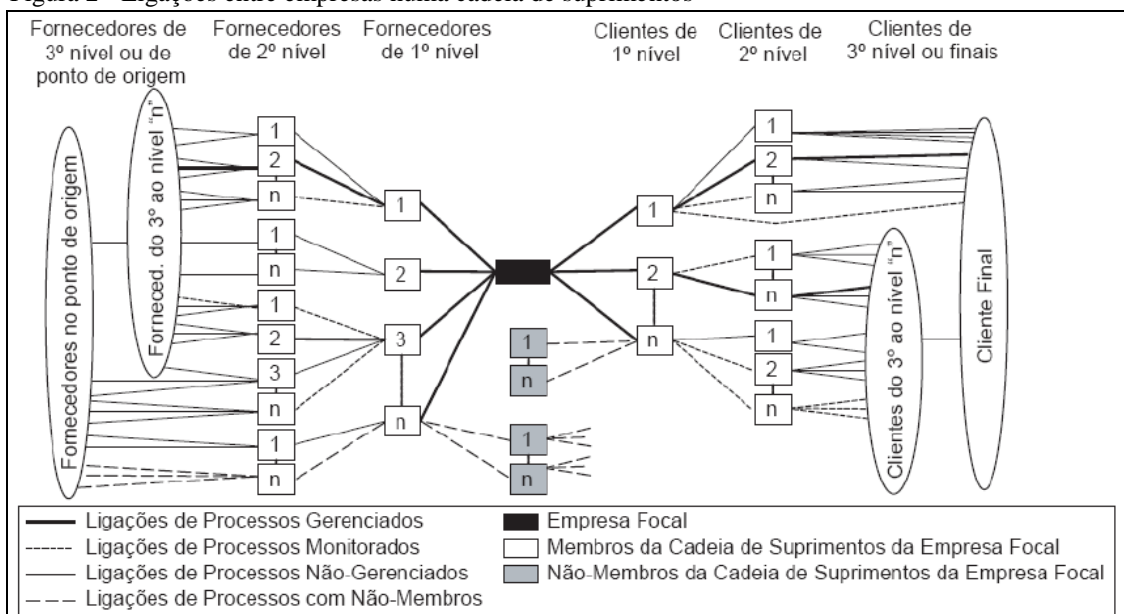 Figura 2 - Ligações entre empresas numa cadeia de suprimentos
Fornecedores de
3º nível ou de
ponto de origem
Fornecedores
de 2º nível
Fornecedores
de 1º nível
Clientes de
1º nível
Clientes de
2º nível
Clientes de
3º nível ou finais
Fornecedores no ponto de origem
Forneced. do 3º ao nível "n"
1
2
n
1
n
1
2
3
n
1
n
1
2
3
n
1
n
1
n
1
2
n
1
2
n
1
n
1
2
n
Clientes do 3º ao nível "n"
Cliente Final
Ligações de Processos Gerenciados
Ligações de Processos Monitorados
Ligações de Processos Não-Gerenciados
Ligações de Processos com Não-Membros
Empresa Focal
Membros da Cadeia de Suprimentos da Empresa Focal
Não-Membros da Cadeia de Suprimentos da Empresa Focal